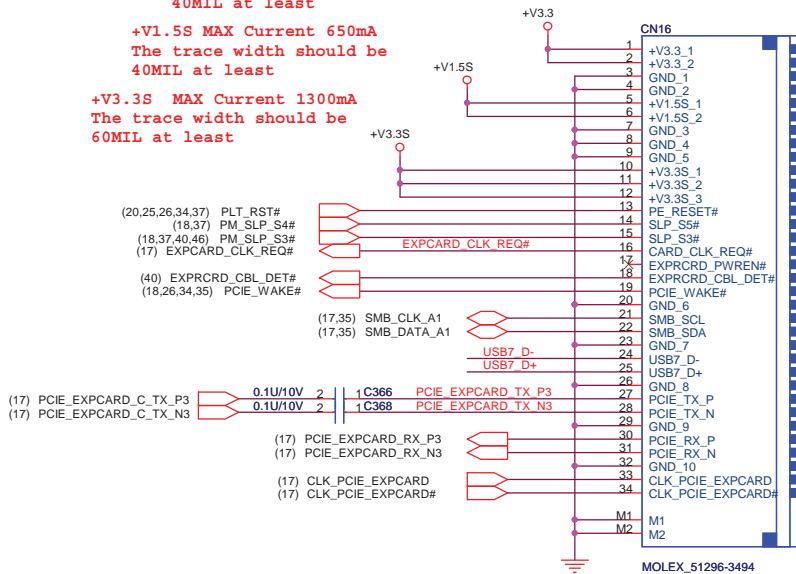 40MIL at least
+V1.5S MAX Current 650mA
The trace width should be
40MIL at least
+V3.3S MAX Current 1300mA
The trace width should be
60MIL at least
+V3.3
+V1.5S
+V3.3S
CN16
1 +V3.3_1
2 +V3.3_2
3 GND_1
4 GND_2
5 +V1.5S_1
6 +V1.5S_2
7 GND_3
8 GND_4
9 GND_5
10 +V3.3S_1
11 +V3.3S_2
12 +V3.3S_3
(20,25,26,34,37) PLT_RST# 13 PE_RESET#
(18,37) PM_SLP_S4# 14 SLP_S5#
(18,37,40,46) PM_SLP_S3# 15 SLP_S3#
(17) EXPCARD_CLK_REQ# EXPCARD_CLK_REQ# 16 CARD_CLK_REQ#
17 EXPRCRD_PWREN#
(40) EXPRCRD_CBL_DET# 18 EXPRCRD_CBL_DET#
(18,26,34,35) PCIE_WAKE# 19 PCIE_WAKE#
20 GND_6
(17,35) SMB_CLK_A1 21 SMB_SCL
(17,35) SMB_DATA_A1 22 SMB_SDA
23 GND_7
USB7_D- 24 USB7_D-
USB7_D+ 25 USB7_D+
26 GND_8
(17) PCIE_EXPCARD_C_TX_P3 0.1U/10V 2 1 C366 PCIE_EXPCARD_TX_P3 27 PCIE_TX_P
(17) PCIE_EXPCARD_C_TX_N3 0.1U/10V 2 1 C368 PCIE_EXPCARD_TX_N3 28 PCIE_TX_N
29 GND_9
(17) PCIE_EXPCARD_RX_P3 30 PCIE_RX_P
(17) PCIE_EXPCARD_RX_N3 31 PCIE_RX_N
32 GND_10
(17) CLK_PCIE_EXPCARD 33 CLK_PCIE_EXPCARD
(17) CLK_PCIE_EXPCARD# 34 CLK_PCIE_EXPCARD#
M1 M1
M2 M2
MOLEX_51296-3494